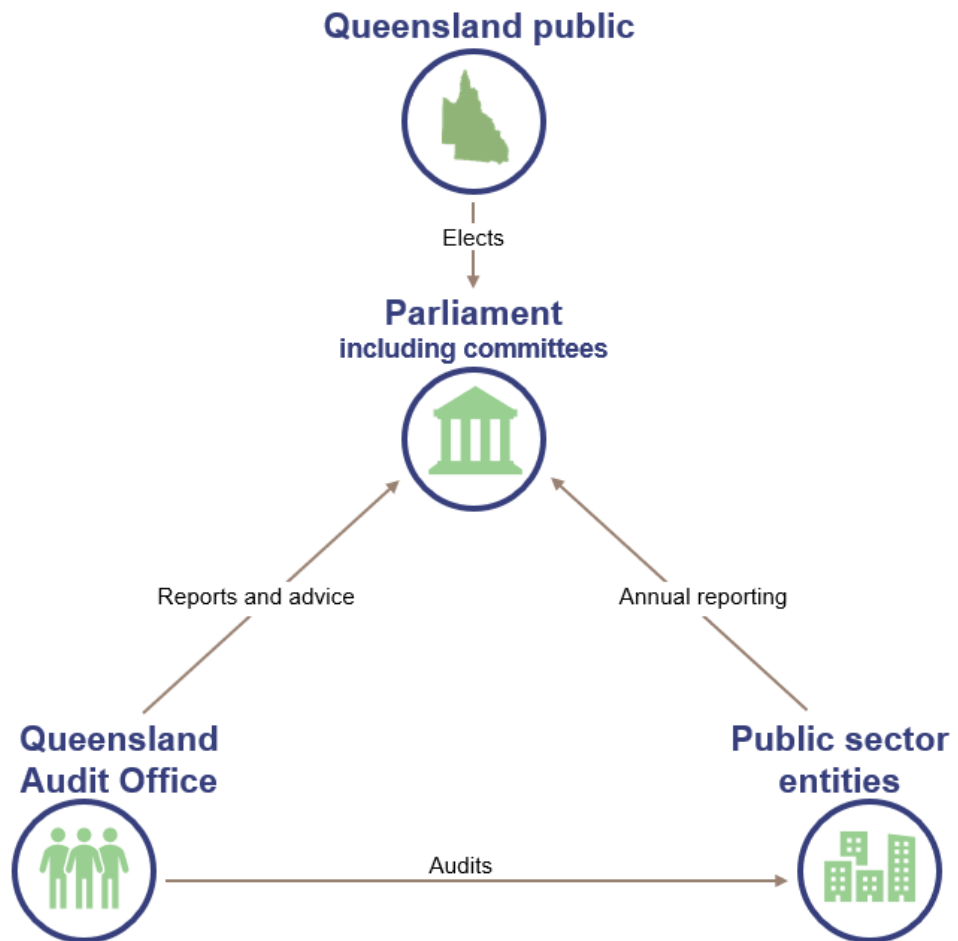 Queensland public
Elects
Parliament
including committees
Reports and advice
Annual reporting
Queensland
Audit Office
Public sector
entities
Audits